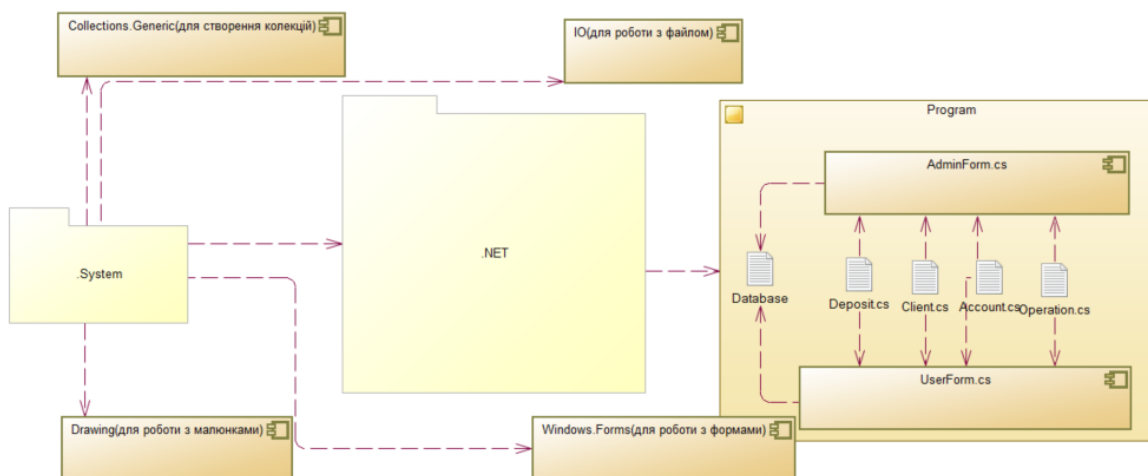 Collections.Generic(для створення колекцій)
IO(для роботи з файлом)
Program
AdminForm.cs
.System
.NET
Database
Deposit.cs
Client.cs
Account.cs
Operation.cs
UserForm.cs
Drawing(для роботи з малюнками)
Windows.Forms(для роботи з формами)